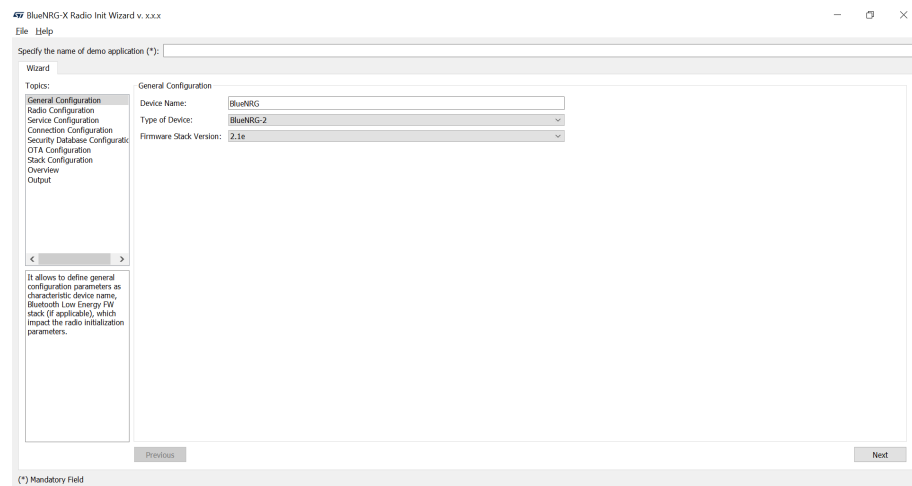 BlueNRG-X Radio Init Wizard v. x.x.x
File Help
Specify the name of demo application (*):
Wizard
Topics:
General Configuration
Radio Configuration
Service Configuration
Connection Configuration
Security Database Configuratic
OTA Configuration
Stack Configuration
Overview
Output
It allows to define general
configuration parameters as
characteristic device name,
Bluetooth Low Energy FW
stack (if applicable), which
impact the radio initialization
parameters.
General Configuration
Device Name: BlueNRG
Type of Device: BlueNRG-2
Firmware Stack Version: 2.1e
Previous
Next
(*) Mandatory Field